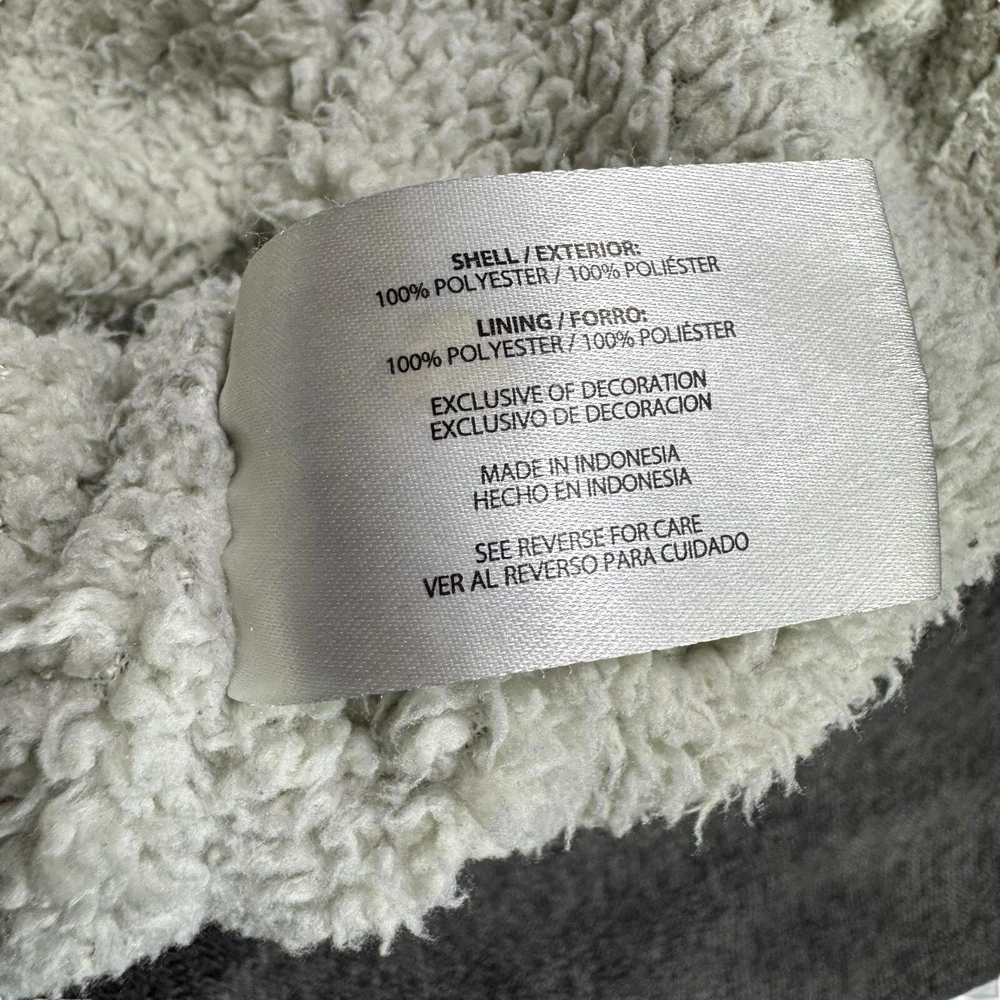 SHELL / EXTERIOR:
100% POLYESTER / 100% POLIÉSTER
LINING / FORRO:
100% POLYESTER / 100% POLIÉSTER
EXCLUSIVE OF DECORATION
EXCLUSIVO DE DECORACION
MADE IN INDONESIA
HECHO EN INDONESIA
SEE REVERSE FOR CARE
VER AL REVERSO PARA CUIDADO